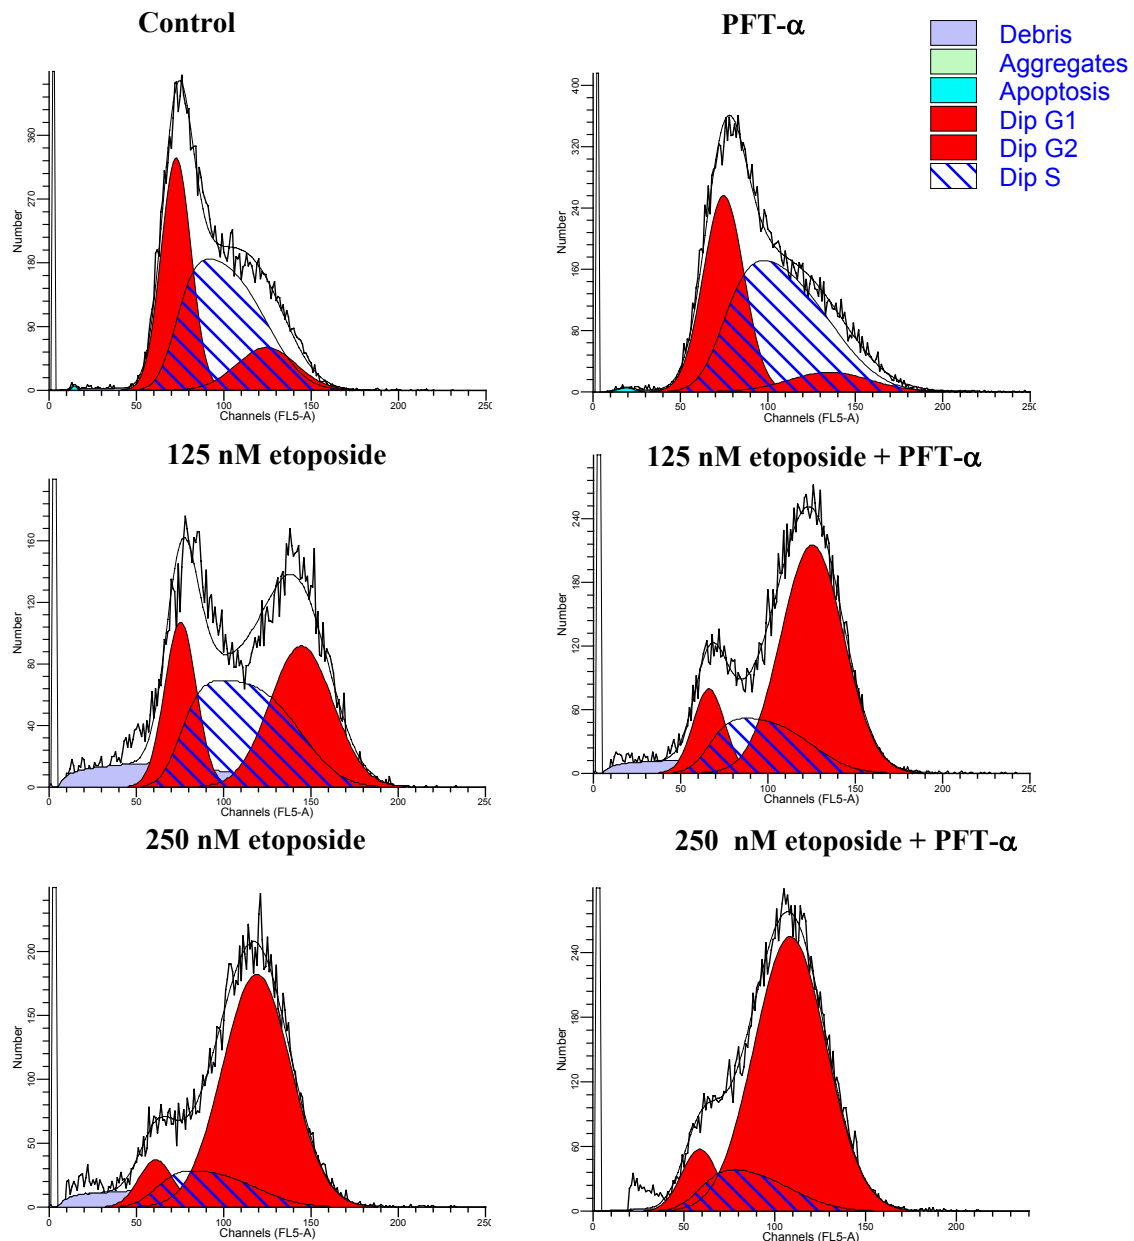 Control
PFT-α
Debris
Aggregates
Apoptosis
Dip G1
Dip G2
Dip S
Number
0 90 180 270 360
0 50 100 150 200 250
Channels (FL5-A)
Number
0 80 160 240 320 400
0 50 100 150 200 250
Channels (FL5-A)
125 nM etoposide
125 nM etoposide + PFT-α
Number
0 40 80 120 160
0 50 100 150 200 250
Channels (FL5-A)
Number
0 60 120 180 240
0 50 100 150 200 250
Channels (FL5-A)
250 nM etoposide
250 nM etoposide + PFT-α
Number
0 50 100 150 200
0 50 100 150 200 250
Channels (FL5-A)
Number
0 60 120 180 240
0 50 100 150 200
Channels (FL5-A)